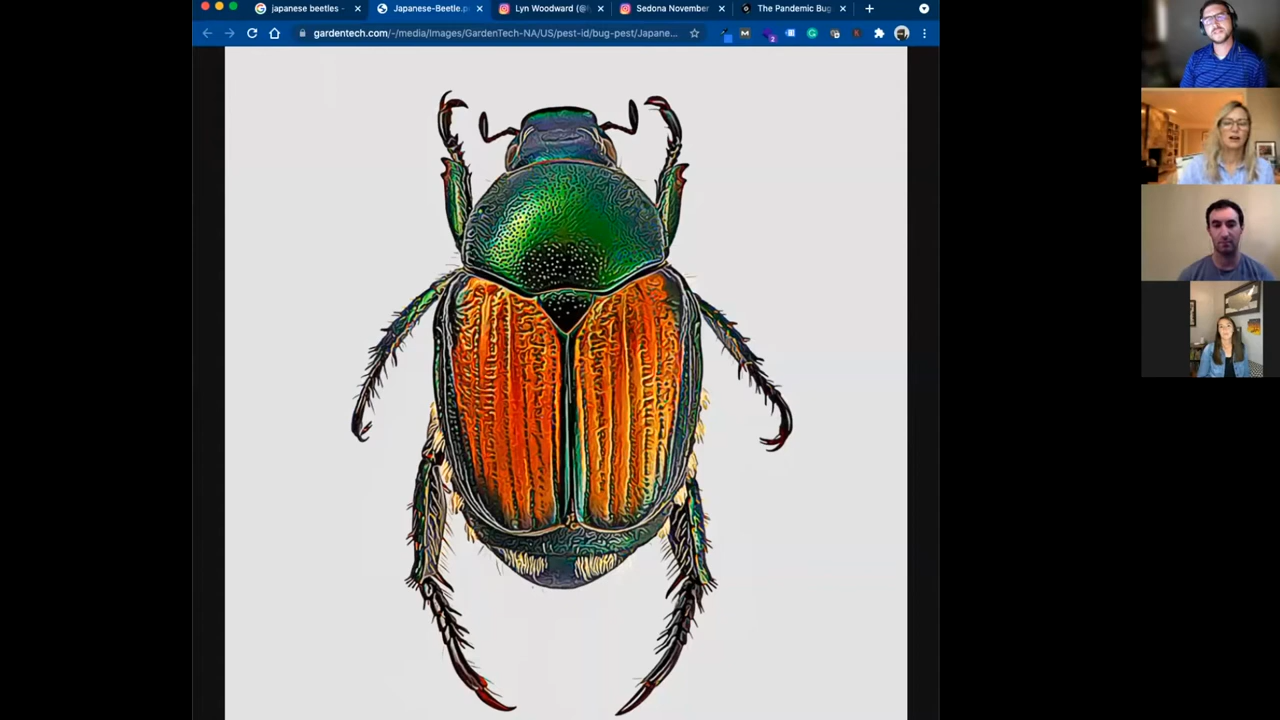 japanese beetles -
Japanese-Beetle.p
Lyn Woodward (@
Sedona November
The Pandemic Bug
gardentech.com/-/media/Images/GardenTech-NA/US/pest-id/bug-pest/Japane...